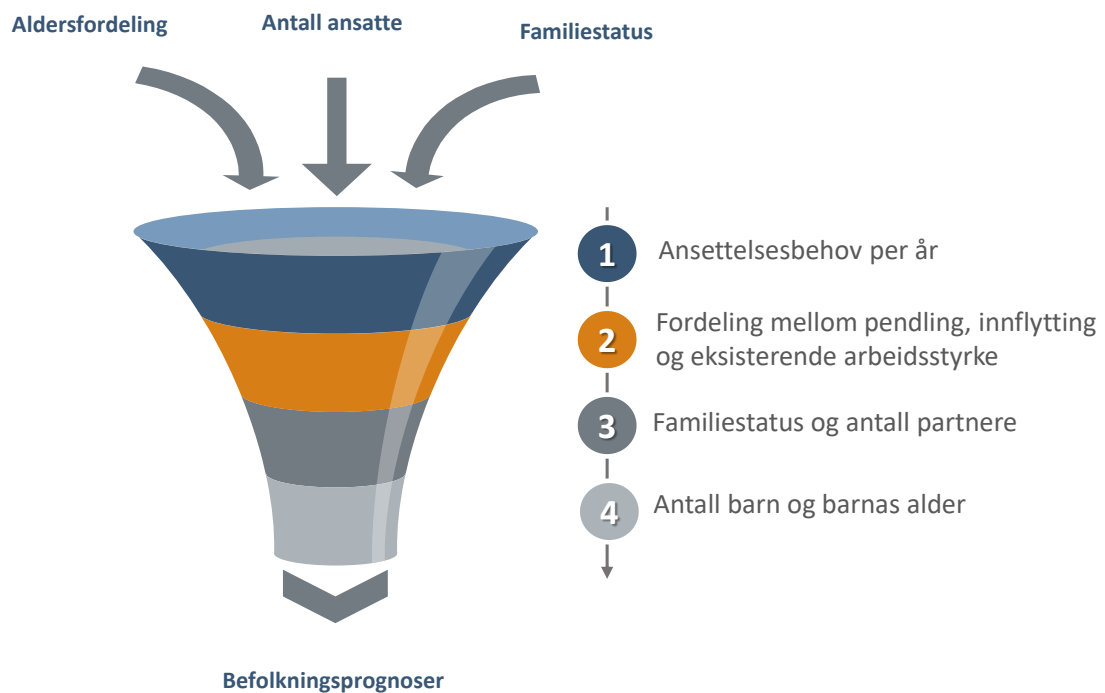 Aldersfordeling
Antall ansatte
Familiestatus
1
Ansettelsesbehov per år
2
Fordeling mellom pendling, innflytting
og eksisterende arbeidsstyrke
3
Familiestatus og antall partnere
4
Antall barn og barnas alder
Befolkningsprognoser